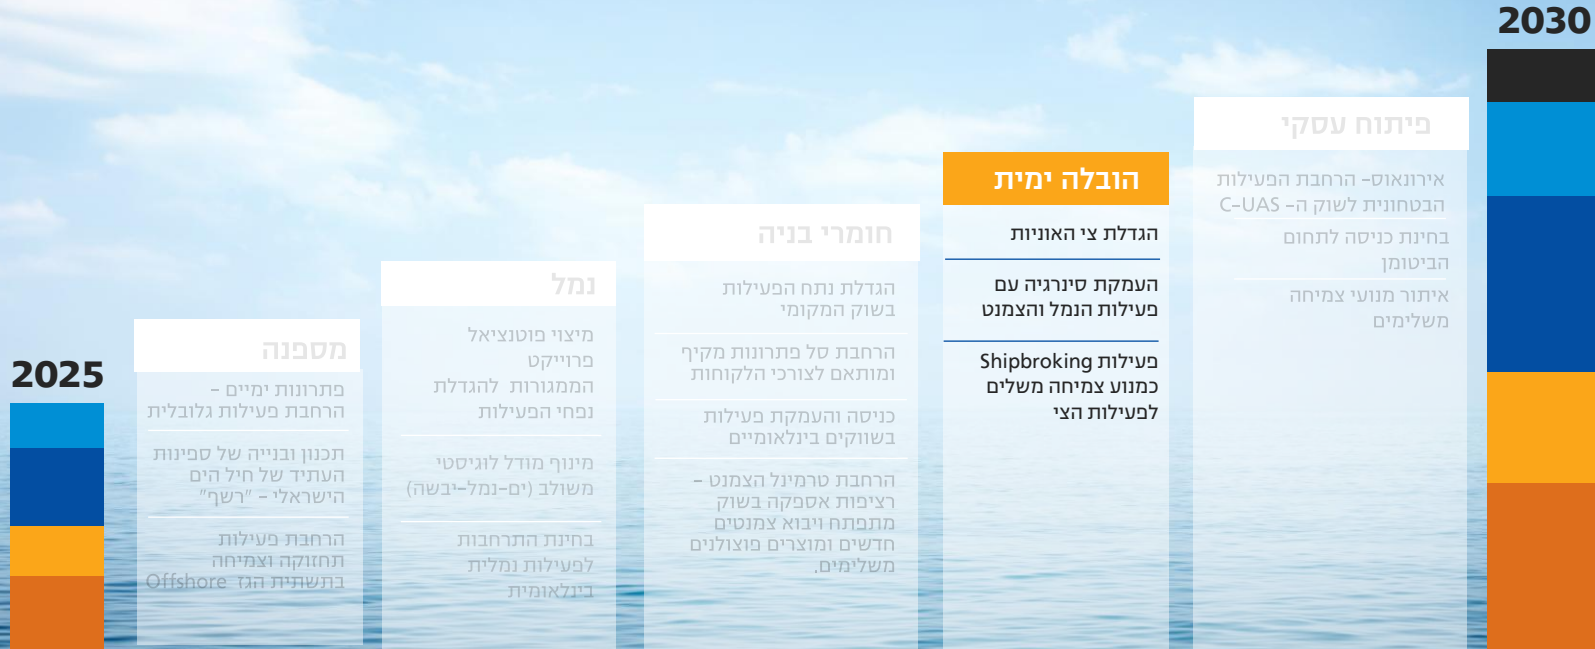 2030
פיתוח עסקי
אירונאוס- הרחבת הפעילות
הבטחונית לשוק ה- C-UAS
בחינת כניסה לתחום
הביטומן
איתור מנועי צמיחה
משלימים
הובלה ימית
הגדלת צי האוניות
העמקת סינרגיה עם
פעילות הנמל והצמנט
פעילות Shipbroking
כמנוע צמיחה משלים
לפעילות הצי
חומרי בניה
הגדלת נתח הפעילות
בשוק המקומי
הרחבת סל פתרונות מקיף
ומותאם לצורכי הלקוחות
כניסה והעמקת פעילות
בשווקים בינלאומיים
הרחבת טרמינל הצמנט –
רציפות אספקה בשוק
מתפתח ויבוא צמנטים
חדשים ומוצרים פוצולנים
משלימים.
נמל
מיצוי פוטנציאל
פרוייקט
הממגורות להגדלת
נפחי הפעילות
מינוף מודל לוגיסטי
משולב (ים-נמל-יבשה)
בחינת התרחבות
לפעילות נמלית
בינלאומית
מספנה
פתרונות ימיים –
הרחבת פעילות גלובלית
תכנון ובנייה של ספינות
העתיד של חיל הים
הישראלי – "רשף"
הרחבת פעילות
תחזוקה וצמיחה
בתשתית הגז Offshore
2025